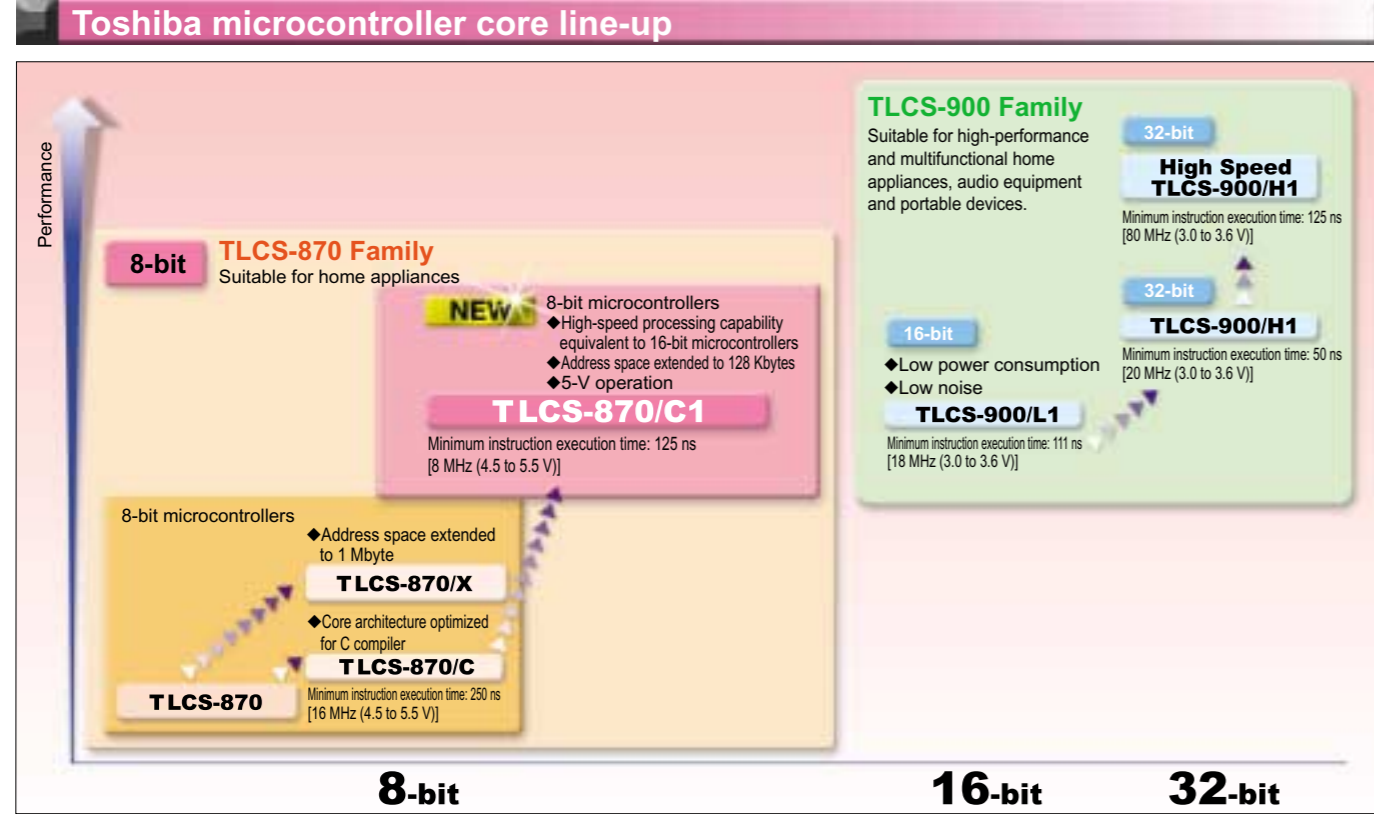 Toshiba microcontroller core line-up
Performance
8-bit
TLCS-870 Family
Suitable for home appliances
NEW
8-bit microcontrollers
◆High-speed processing capability
equivalent to 16-bit microcontrollers
◆Address space extended to 128 Kbytes
◆5-V operation
TLCS-870/C1
Minimum instruction execution time: 125 ns
[8 MHz (4.5 to 5.5 V)]
8-bit microcontrollers
◆Address space extended
to 1 Mbyte
TLCS-870/X
◆Core architecture optimized
for C compiler
TLCS-870/C
Minimum instruction execution time: 250 ns
[16 MHz (4.5 to 5.5 V)]
TLCS-870
TLCS-900 Family
Suitable for high-performance
and multifunctional home
appliances, audio equipment
and portable devices.
32-bit
High Speed
TLCS-900/H1
Minimum instruction execution time: 125 ns
[80 MHz (3.0 to 3.6 V)]
32-bit
TLCS-900/H1
Minimum instruction execution time: 50 ns
[20 MHz (3.0 to 3.6 V)]
16-bit
◆Low power consumption
◆Low noise
TLCS-900/L1
Minimum instruction execution time: 111 ns
[18 MHz (3.0 to 3.6 V)]
8-bit
16-bit
32-bit